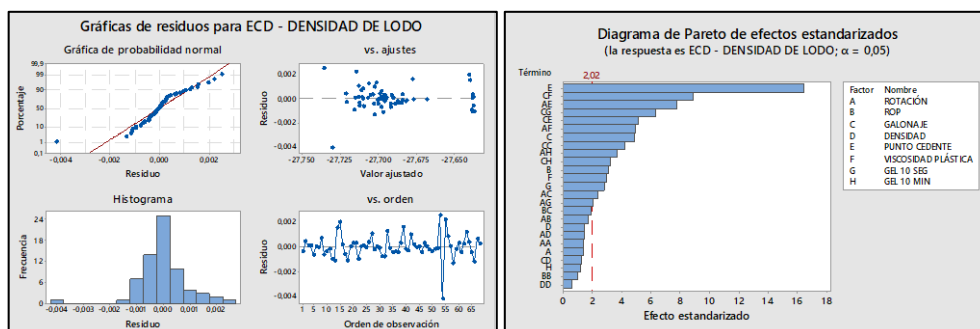 Gráficas de residuos para ECD - DENSIDAD DE LODO
Gráfica de probabilidad normal
Porcentaje
99,9
99
90
50
10
1
0,1
-0,004
-0,002
0,000
0,002
Residuo
vs. ajustes
Residuo
0,002
0,000
-0,002
-0,004
-27,750
-27,725
-27,700
-27,675
-27,650
Valor ajustado
Histograma
Frecuencia
24
18
12
6
0
-0,004
-0,003
-0,002
-0,001
0,000
0,001
0,002
Residuo
vs. orden
Residuo
0,002
0,000
-0,002
-0,004
1 5 10 15 20 25 30 35 40 45 50 55 60 65
Orden de observación
Diagrama de Pareto de efectos estandarizados
(la respuesta es ECD - DENSIDAD DE LODO; α = 0,05)
Término
2,02
E
CF
AE
CG
CE
AF
C
CC
AH
CH
B
F
G
AC
AG
BC
AB
D
AD
AA
A
CD
H
BB
DD
0 2 4 6 8 10 12 14 16 18
Efecto estandarizado
Factor Nombre
A ROTACIÓN
B ROP
C GALONAJE
D DENSIDAD
E PUNTO CEDENTE
F VISCOSIDAD PLÁSTICA
G GEL 10 SEG
H GEL 10 MIN